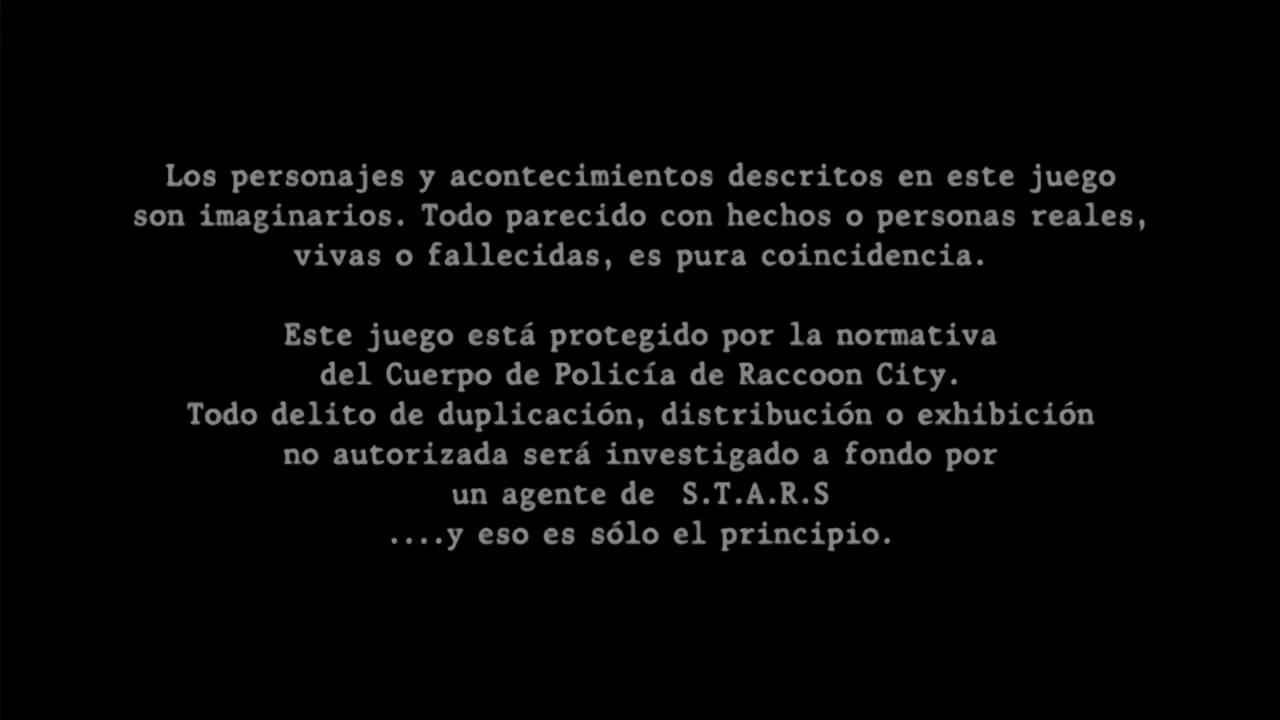 Los personajes y acontecimientos descritos en este juego
son imaginarios. Todo parecido con hechos o personas reales,
vivas o fallecidas, es pura coincidencia.
Este juego está protegido por la normativa
del Cuerpo de Policía de Raccoon City.
Todo delito de duplicación, distribución o exhibición
no autorizada será investigado a fondo por
un agente de  S.T.A.R.S
....y eso es sólo el principio.